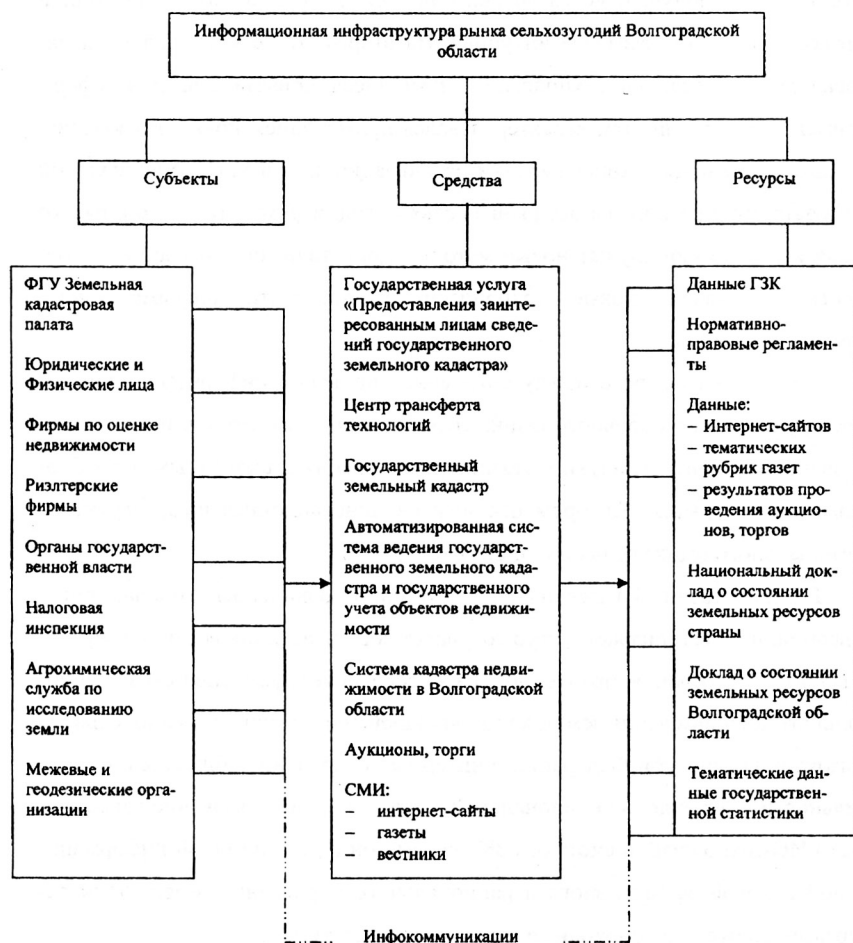 Информационная инфраструктура рынка сельхозугодий Волгоградской
области
Субъекты
Средства
Ресурсы
ФГУ Земельная
кадастровая
палата
Юридические и
Физические лица
Фирмы по оценке
недвижимости
Ризлтерские
фирмы
Органы государст-
венной власти
Налоговая
инспекция
Агрохимическая
служба по
исследованию
земли
Межевые и
геодезические орга-
низации
Государственная услуга
«Предоставления заинте-
ресованным лицам сведе-
ний государственного
земельного кадастра»
Центр трансферта
технологий
Государственный
земельный кадастр
Автоматизированная сис-
тема ведения государст-
венного земельного када-
стра и государственного
учета объектов недвижи-
мости
Система кадастра недви-
жимости в Волгоградской
области
Аукционы, торги
СМИ:
– интернет-сайты
– газеты
– вестники
Данные ГЗК
Нормативно-
правовые регламен-
ты
Данные:
– Интернет-сайтов
– тематических
рубрик газет
– результатов про-
ведения аукцио-
нов, торгов
Национальный док-
лад о состоянии
земельных ресурсов
страны
Доклад о состоянии
земельных ресурсов
Волгоградской об-
ласти
Тематические дан-
ные государствен-
ной статистики
Инфокоммуникации